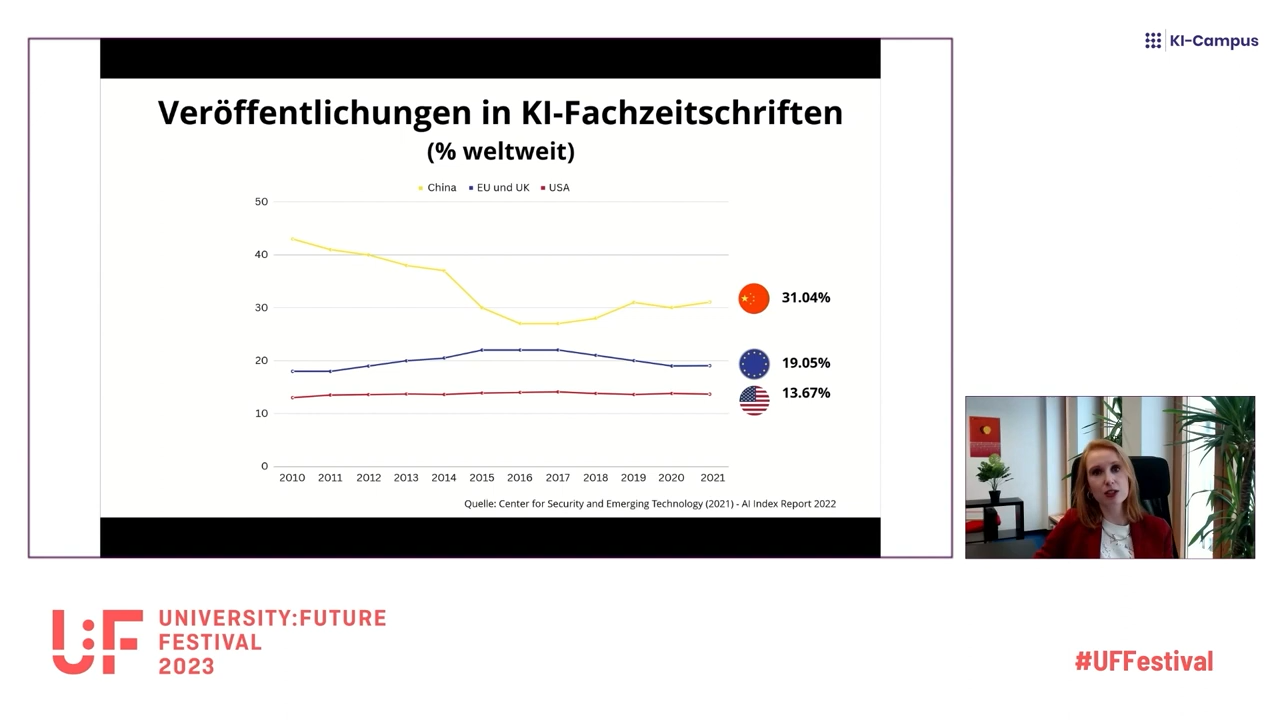 KI-Campus
Veröffentlichungen in KI-Fachzeitschriften
(% weltweit)
China EU und UK USA
50
40
30
20
10
0
31.04%
19.05%
13.67%
2010 2011 2012 2013 2014 2015 2016 2017 2018 2019 2020 2021
Quelle: Center for Security and Emerging Technology (2021) - AI Index Report 2022
U:F UNIVERSITY:FUTURE
FESTIVAL
2023
#UFFestival